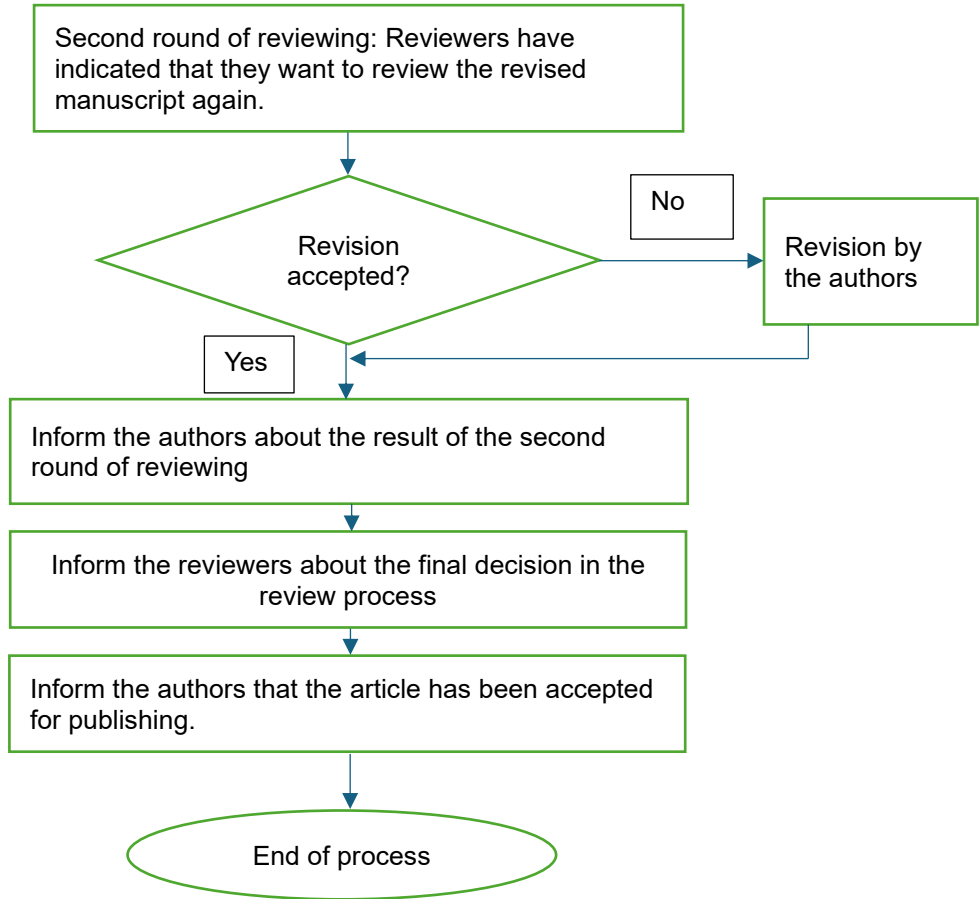 Second round of reviewing: Reviewers have
indicated that they want to review the revised
manuscript again.
No
Revision
accepted?
Revision by
the authors
Yes
Inform the authors about the result of the second
round of reviewing
Inform the reviewers about the final decision in the
review process
Inform the authors that the article has been accepted
for publishing.
End of process